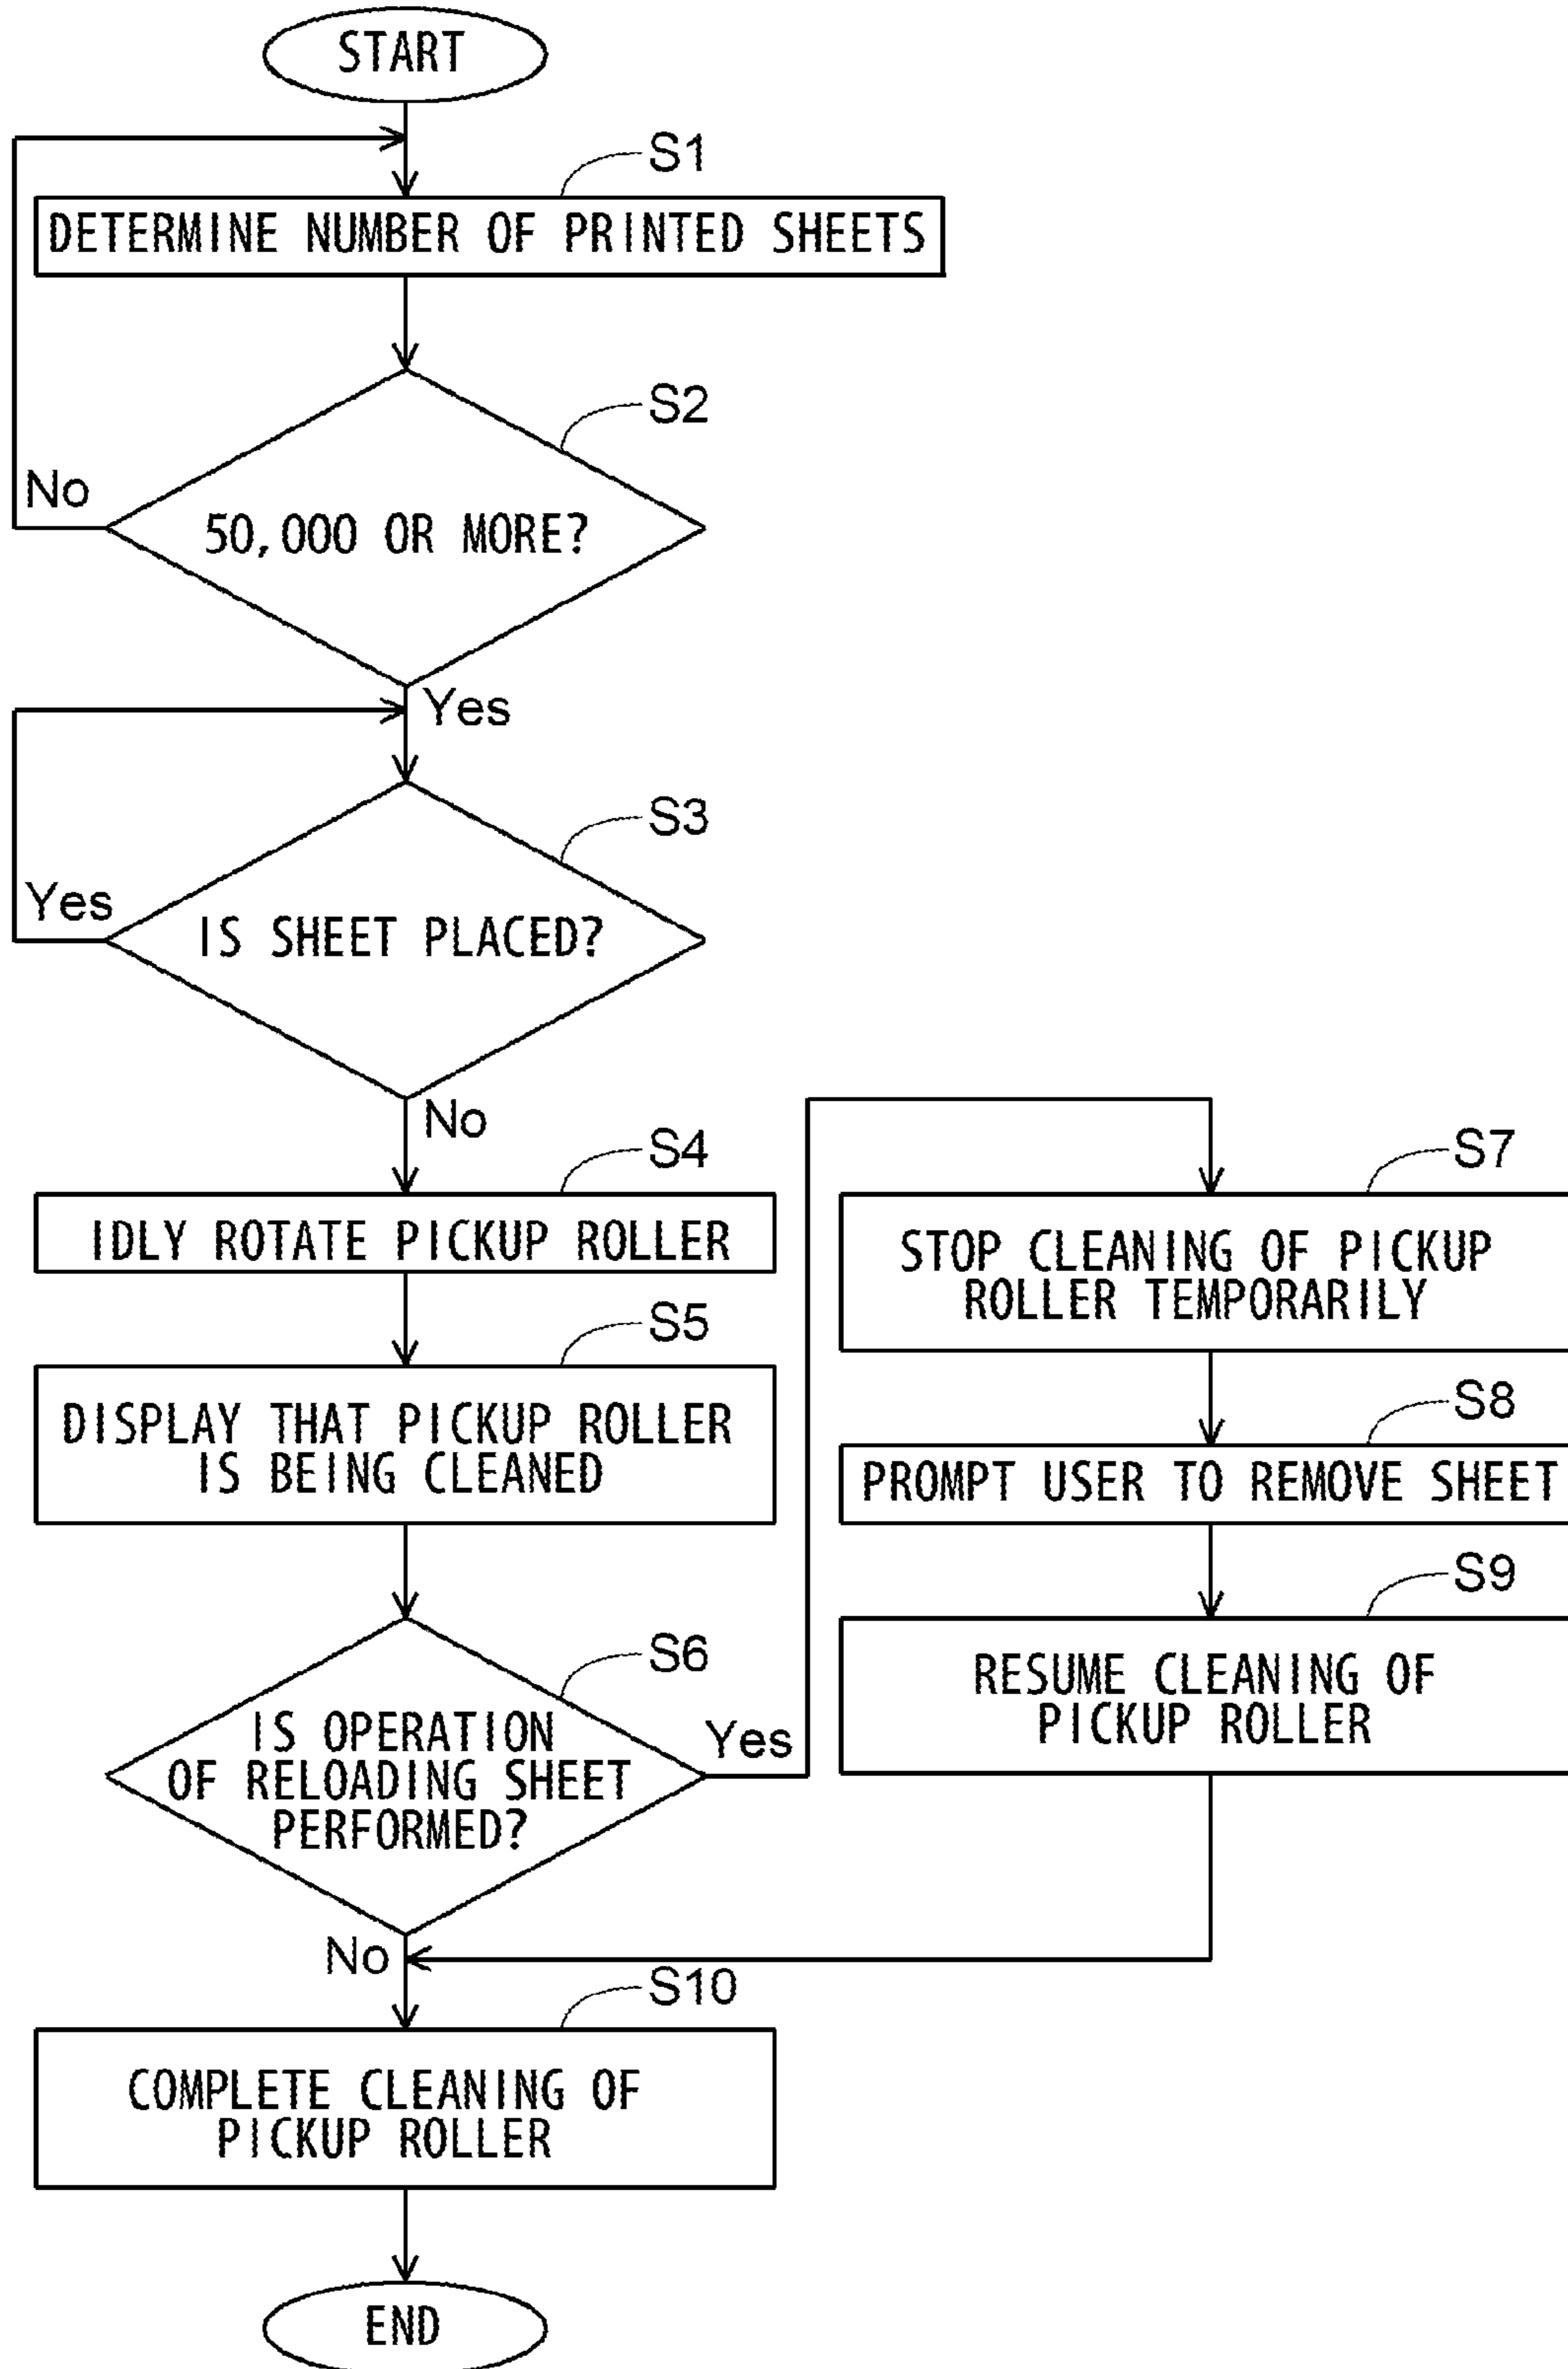 START
S1
DETERMINE NUMBER OF PRINTED SHEETS
S2
No
50,000 OR MORE?
Yes
S3
Yes
IS SHEET PLACED?
No
S4
IDLY ROTATE PICKUP ROLLER
S5
DISPLAY THAT PICKUP ROLLER
IS BEING CLEANED
S6
IS OPERATION
OF RELOADING SHEET
PERFORMED?
Yes
No
S7
STOP CLEANING OF PICKUP
ROLLER TEMPORARILY
S8
PROMPT USER TO REMOVE SHEET
S9
RESUME CLEANING OF
PICKUP ROLLER
S10
COMPLETE CLEANING OF
PICKUP ROLLER
END